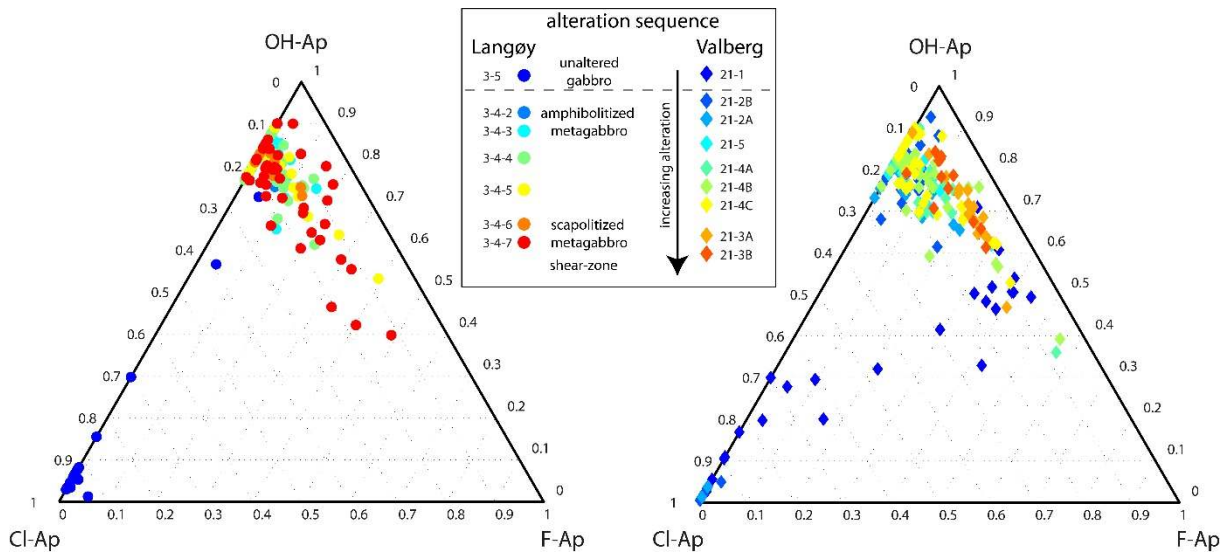 alteration sequence
Langøy
Valberg
3-5
unaltered
gabbro
21-1
3-4-2
amphibolitized
21-2B
3-4-3
metagabbro
21-2A
21-5
3-4-4
21-4A
21-4B
3-4-5
21-4C
3-4-6
scapolitized
21-3A
3-4-7
metagabbro
21-3B
shear-zone
increasing alteration
OH-Ap
0
1
0.1
0.9
0.2
0.8
0.3
0.7
0.4
0.6
0.5
0.5
0.6
0.4
0.7
0.3
0.8
0.2
0.9
0.1
1
0
0 0.1 0.2 0.3 0.4 0.5 0.6 0.7 0.8 0.9 1
Cl-Ap
F-Ap
OH-Ap
0
1
0.1
0.9
0.2
0.8
0.3
0.7
0.4
0.6
0.5
0.5
0.6
0.4
0.7
0.3
0.8
0.2
0.9
0.1
1
0
0 0.1 0.2 0.3 0.4 0.5 0.6 0.7 0.8 0.9 1
Cl-Ap
F-Ap